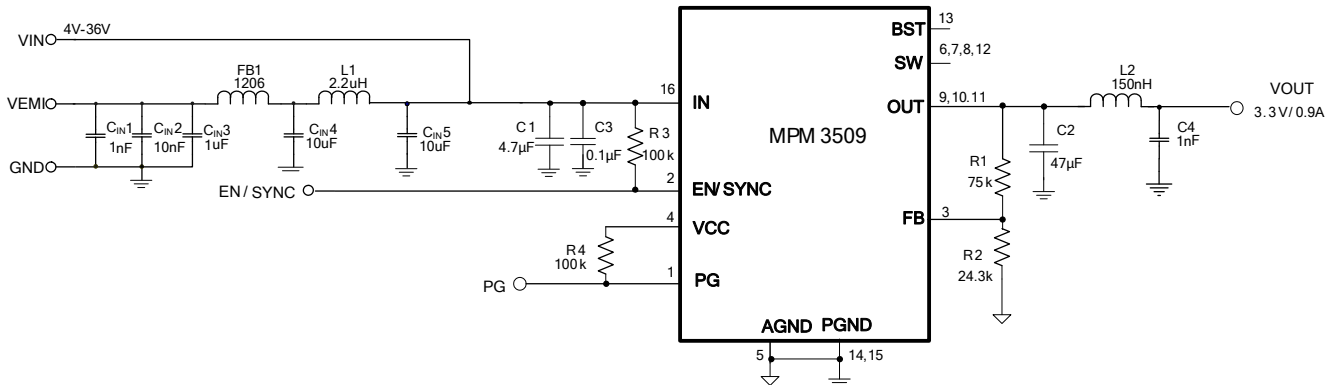 VIN 4V-36V
VEMI
GND
FB1
1206
L1
2.2uH
CIN1
1nF
CIN2
10nF
CIN3
1uF
CIN4
10uF
CIN5
10uF
C1
4.7µF
C3
0.1µF
R3
100k
EN / SYNC
R4
100k
PG
16
2
4
1
IN
EN/SYNC
VCC
PG
MPM 3509
BST
SW
OUT
FB
AGND PGND
5
14,15
13
6,7,8,12
9,10.11
3
R1
75k
R2
24.3k
C2
47µF
L2
150nH
C4
1nF
VOUT
3.3V/0.9A